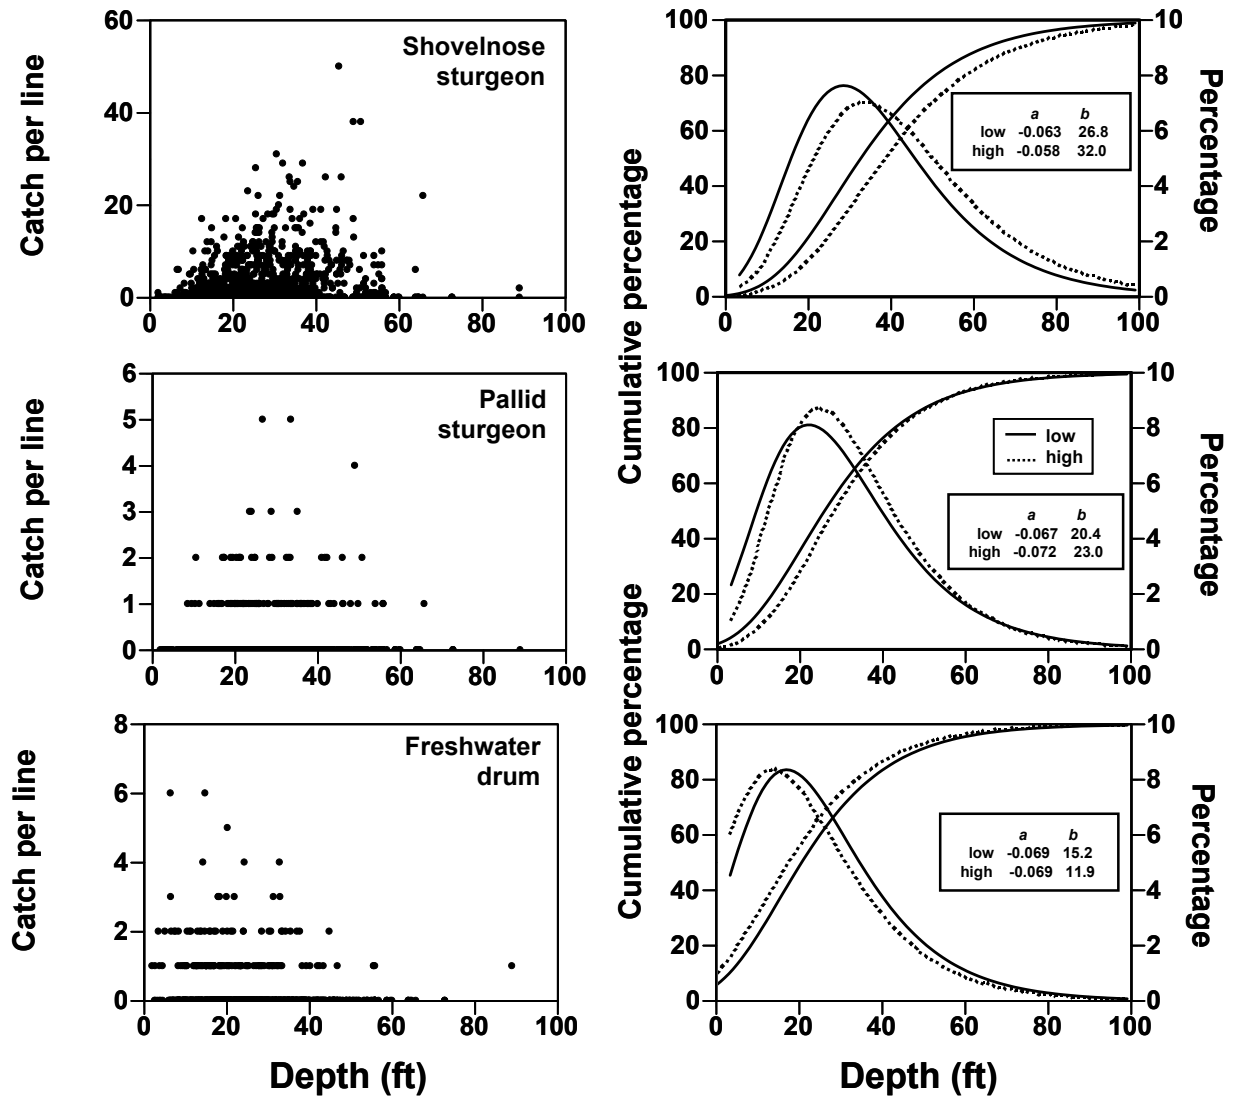 60
40
20
0
0 20 40 60 80 100
Catch per line
Shovelnose
sturgeon
100
80
60
40
20
0
0 20 40 60 80 100
10
8
6
4
2
0
Percentage
a b
low -0.063 26.8
high -0.058 32.0
Cumulative percentage
6
5
4
3
2
1
0
0 20 40 60 80 100
Catch per line
Pallid
sturgeon
100
80
60
40
20
0
0 20 40 60 80 100
10
8
6
4
2
0
Percentage
low
high
a b
low -0.067 20.4
high -0.072 23.0
Cumulative percentage
8
6
4
2
0
0 20 40 60 80 100
Catch per line
Freshwater
drum
Depth (ft)
100
80
60
40
20
0
0 20 40 60 80 100
10
8
6
4
2
0
Percentage
a b
low -0.069 15.2
high -0.069 11.9
Depth (ft)